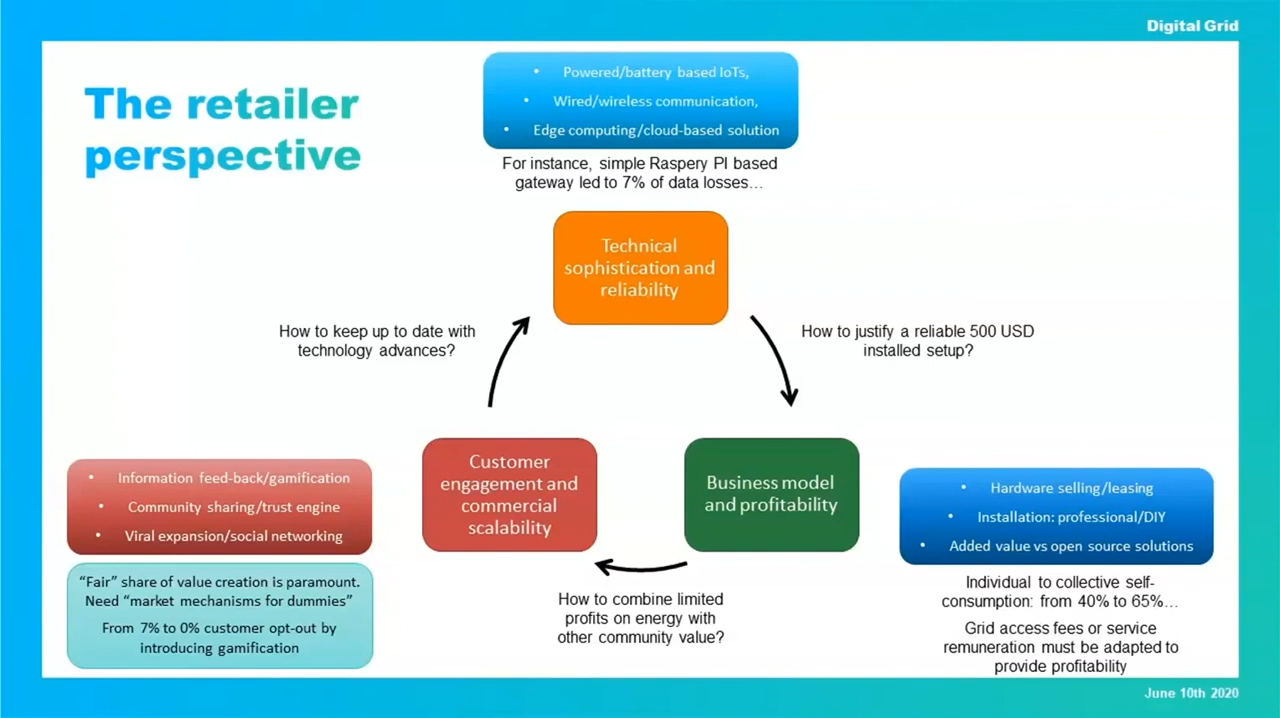 Digital Grid
The retailer
perspective
• Powered/battery based IoTs,
• Wired/wireless communication,
• Edge computing/cloud-based solution
For instance, simple Raspery PI based
gateway led to 7% of data losses…
Technical
sophistication and
reliability
How to keep up to date with
technology advances?
How to justify a reliable 500 USD
installed setup?
Customer
engagement and
commercial
scalability
Business model
and profitability
• Information feed-back/gamification
• Community sharing/trust engine
• Viral expansion/social networking
“Fair” share of value creation is paramount.
Need “market mechanisms for dummies”
From 7% to 0% customer opt-out by
introducing gamification
How to combine limited
profits on energy with
other community value?
• Hardware selling/leasing
• Installation: professional/DIY
• Added value vs open source solutions
Individual to collective self-
consumption: from 40% to 65%…
Grid access fees or service
remuneration must be adapted to
provide profitability
June 10th 2020